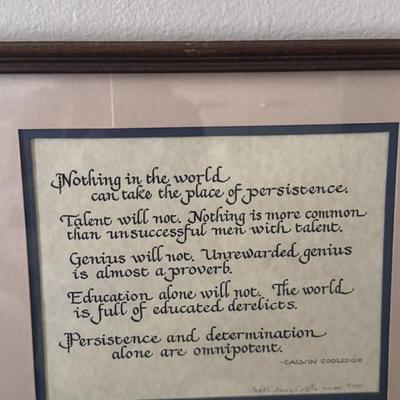 Nothing in the world
can take the place of persistence.
Talent will not. Nothing is more common
than unsuccessful men with talent.
Genius will not. Unrewarded genius
is almost a proverb.
Education alone will not. The world
is full of educated derelicts.
Persistence and determination
alone are omnipotent.
-CALVIN COOLIDGE